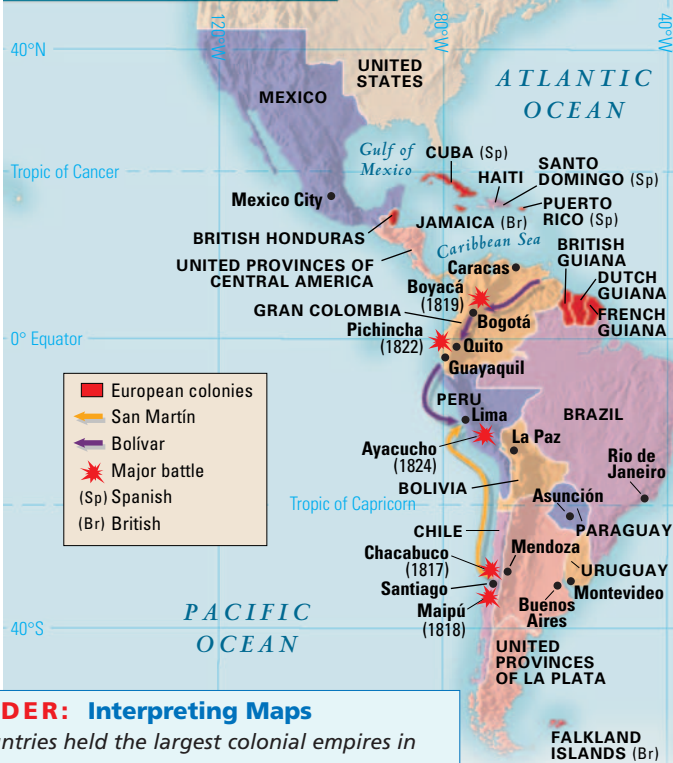 120°W
80°W
40°W
40°N
UNITED
STATES
ATLANTIC
OCEAN
MEXICO
Gulf of
Mexico
CUBA (Sp)
Tropic of Cancer
HAITI
SANTO
DOMINGO (Sp)
Mexico City
JAMAICA (Br)
PUERTO
RICO (Sp)
BRITISH HONDURAS
Caribbean Sea
BRITISH
GUIANA
UNITED PROVINCES OF
CENTRAL AMERICA
Caracas
DUTCH
GUIANA
Boyacá
(1819)
FRENCH
GUIANA
GRAN COLOMBIA
Bogotá
Pichincha
(1822)
0° Equator
Quito
Guayaquil
European colonies
San Martín
Bolívar
Major battle
(Sp) Spanish
(Br) British
PERU
Lima
BRAZIL
Ayacucho
(1824)
La Paz
Rio de
Janeiro
BOLIVIA
Tropic of Capricorn
Asunción
PARAGUAY
CHILE
Chacabuco
(1817)
Mendoza
URUGUAY
Santiago
Montevideo
Maipú
(1818)
Buenos
Aires
PACIFIC
OCEAN
40°S
UNITED
PROVINCES
OF LA PLATA
FALKLAND
ISLANDS (Br)
DER: Interpreting Maps
untries held the largest colonial empires in